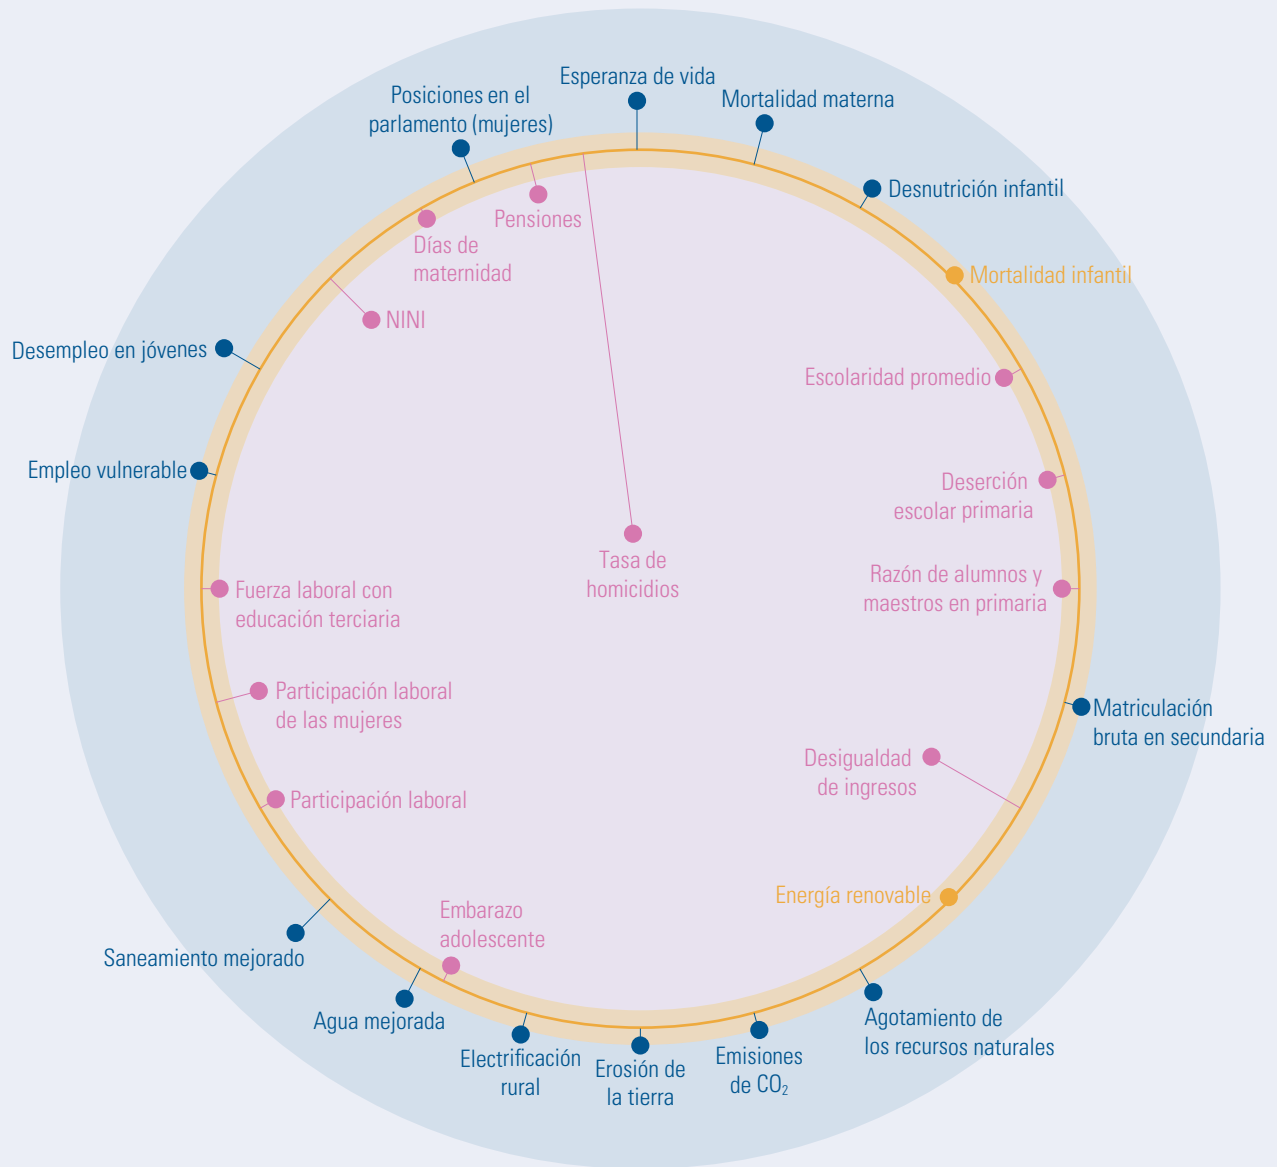 Esperanza de vida
Mortalidad materna
Posiciones en el
parlamento (mujeres)
Desnutrición infantil
Pensiones
Días de
maternidad
Mortalidad infantil
NINI
Desempleo en jóvenes
Escolaridad promedio
Empleo vulnerable
Deserción
escolar primaria
Tasa de
homicidios
Razón de alumnos y
maestros en primaria
Fuerza laboral con
educación terciaria
Participación laboral
de las mujeres
Matriculación
bruta en secundaria
Desigualdad
de ingresos
Participación laboral
Energía renovable
Embarazo
adolescente
Saneamiento mejorado
Agua mejorada
Agotamiento de
los recursos naturales
Electrificación
rural
Erosión de
la tierra
Emisiones
de CO₂